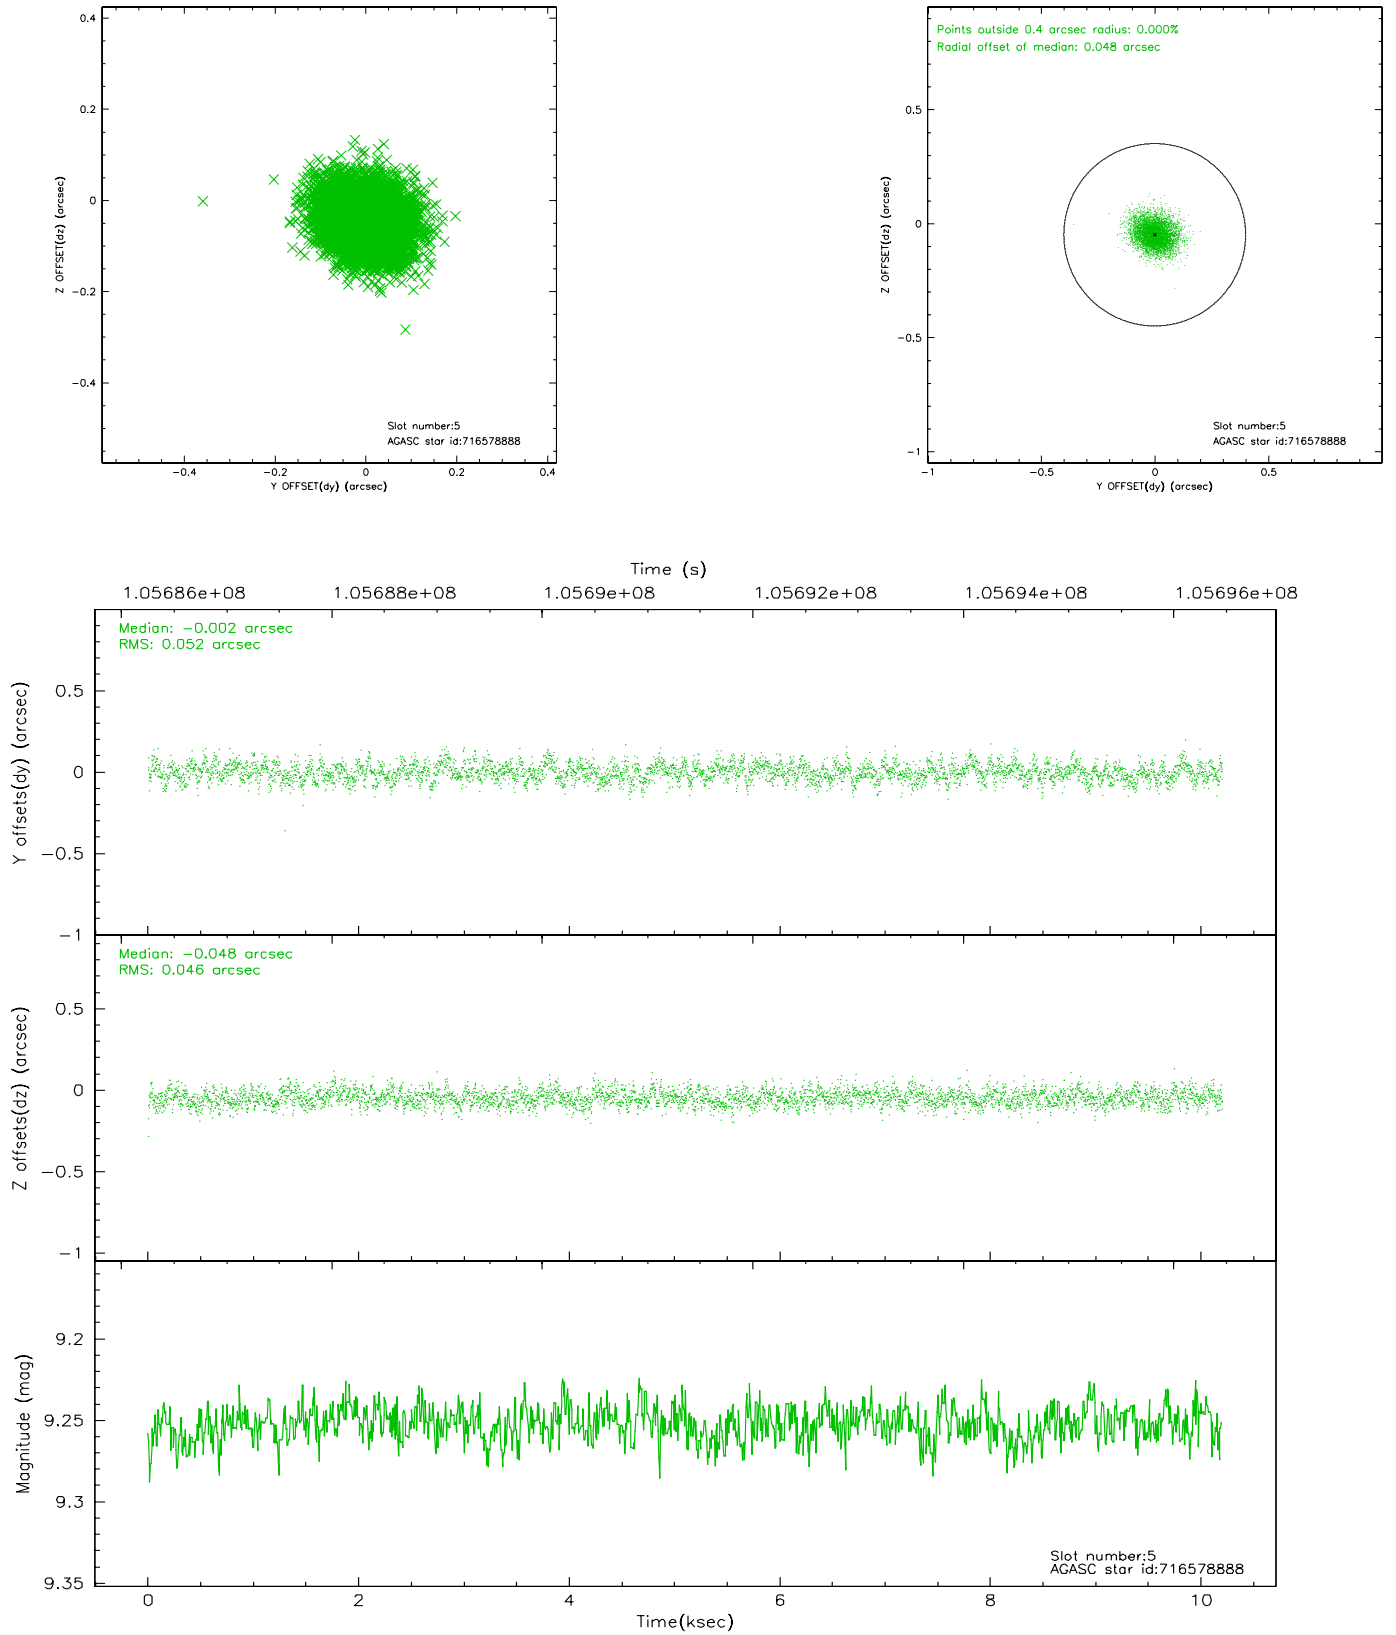 0.4
0.2
0
−0.2
−0.4
Z OFFSET(dz) (arcsec)
Slot number:5
AGASC star id:716578888
−0.4 −0.2 0 0.2 0.4
Y OFFSET(dy) (arcsec)
Points outside 0.4 arcsec radius: 0.000%
Radial offset of median: 0.048 arcsec
0.5
0
−0.5
−1
Z OFFSET(dz) (arcsec)
Slot number:5
AGASC star id:716578888
−1 −0.5 0 0.5
Y OFFSET(dy) (arcsec)
Time (s)
1.05686e+08 1.05688e+08 1.0569e+08 1.05692e+08 1.05694e+08 1.05696e+08
Median: −0.002 arcsec
RMS: 0.052 arcsec
0.5
0
−0.5
−1
Y offsets(dy) (arcsec)
Median: −0.048 arcsec
RMS: 0.046 arcsec
0.5
0
−0.5
−1
Z offsets(dz) (arcsec)
9.2
9.25
9.3
9.35
Magnitude (mag)
Slot number:5
AGASC star id:716578888
0 2 4 6 8 10
Time(ksec)